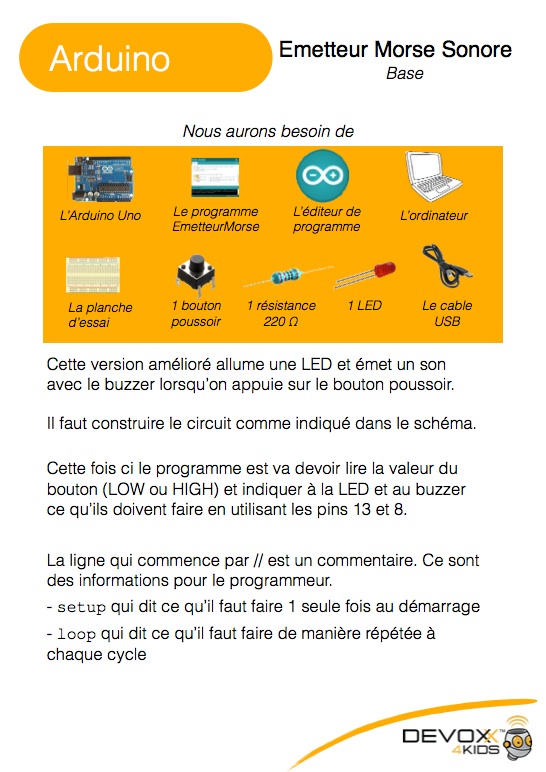 Arduino
Emetteur Morse Sonore
Base
Nous aurons besoin de
L'Arduino Uno
Le programme
EmetteurMorse
L'éditeur de
programme
L'ordinateur
La planche
d'essai
1 bouton
poussoir
1 résistance
220 Ω
1 LED
Le cable
USB
Cette version amélioré allume une LED et émet un son
avec le buzzer lorsqu'on appuie sur le bouton poussoir.
Il faut construire le circuit comme indiqué dans le schéma.
Cette fois ci le programme est va devoir lire la valeur du
bouton (LOW ou HIGH) et indiquer à la LED et au buzzer
ce qu'ils doivent faire en utilisant les pins 13 et 8.
La ligne qui commence par // est un commentaire. Ce sont
des informations pour le programmeur.
- setup qui dit ce qu'il faut faire 1 seule fois au démarrage
- loop qui dit ce qu'il faut faire de manière répétée à
chaque cycle
DEVOXX™
4KIDS